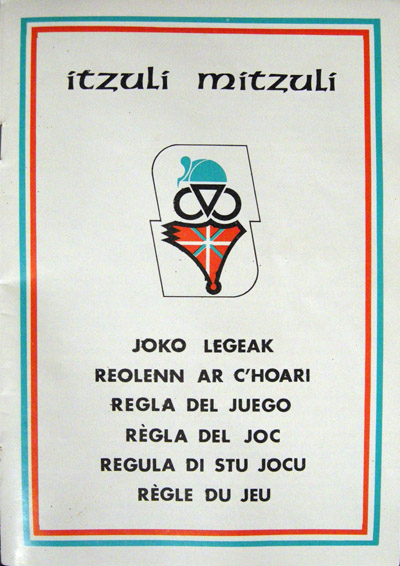 itzuli mitzuli
JOKO LEGEAK
REOLENN AR C'HOARI
REGLA DEL JUEGO
RÈGLA DEL JOC
REGULA DI STU JOCU
RÈGLE DU JEU